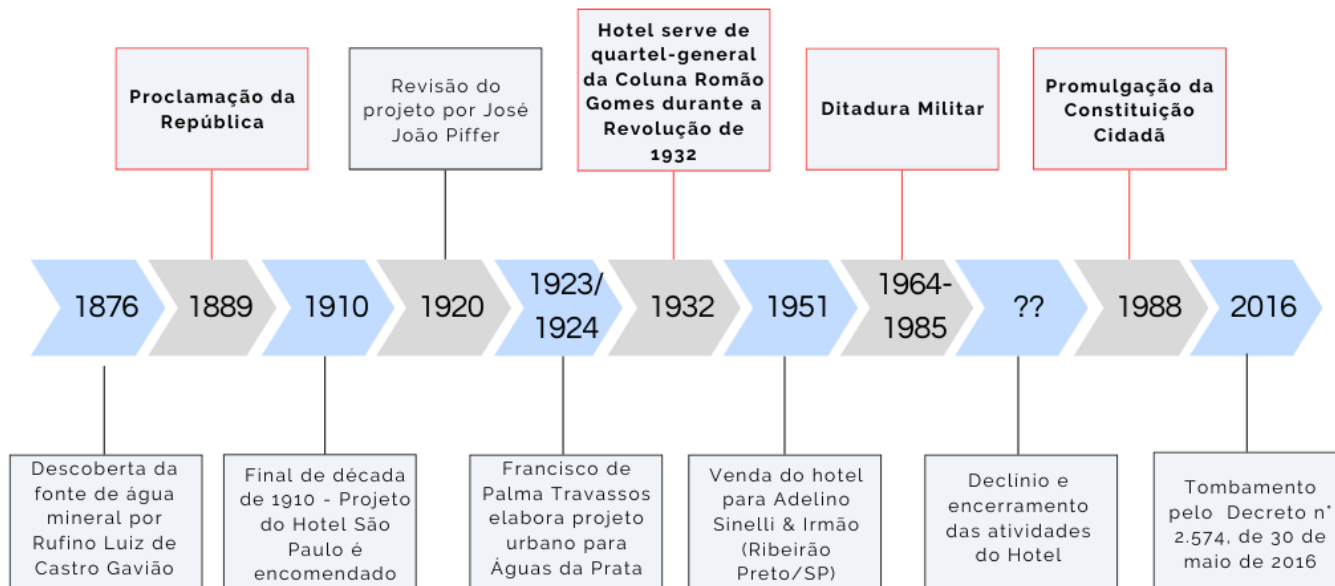 Proclamação da
República
Revisão do
projeto por José
João Piffer
Hotel serve de
quartel-general
da Coluna Romão
Gomes durante a
Revolução de
1932
Ditadura Militar
Promulgação da
Constituição
Cidadã
1876
1889
1910
1920
1923/
1924
1932
1951
1964-
1985
??
1988
2016
Descoberta da
fonte de água
mineral por
Rufino Luiz de
Castro Gavião
Final de década
de 1910 - Projeto
do Hotel São
Paulo é
encomendado
Francisco de
Palma Travassos
elabora projeto
urbano para
Águas da Prata
Venda do hotel
para Adelino
Sinelli & Irmão
(Ribeirão
Preto/SP)
Declínio e
encerramento
das atividades
do Hotel
Tombamento
pelo Decreto n°
2.574, de 30 de
maio de 2016